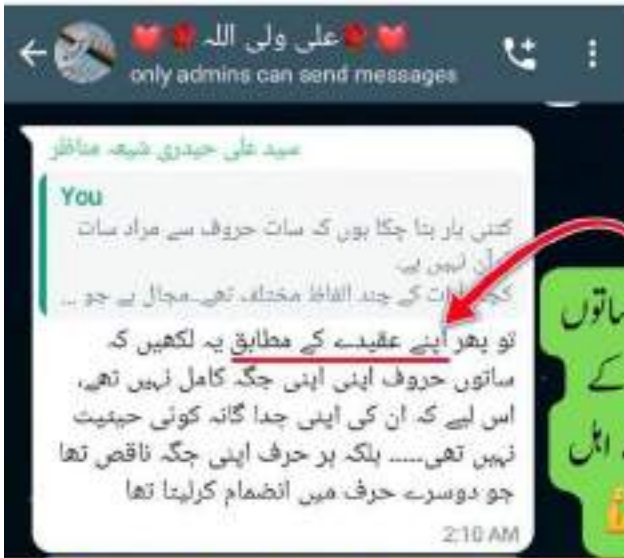 علی ولی اللہ
only admins can send messages
سید علی حیدری شیعہ مناظر
You
کتنی بار بتا چکا ہوں کہ سات حروف سے مراد سات
نہیں ہے
کے چند الفاظ مختلف تھے..مجال ہے جو ...
تو پھر اپنے عقیدے کے مطابق یہ لکھیں کہ
ساتوں حروف اپنی اپنی جگہ کامل نہیں تھے،
اس لیے کہ ان کی اپنی جدا گانہ کوئی حیثیت
نہیں تھی..... بلکہ ہر حرف اپنی جگہ ناقص تھا
جو دوسرے حرف میں انضمام کرلیتا تھا
2:10 AM
ساتوں
کے
اہل